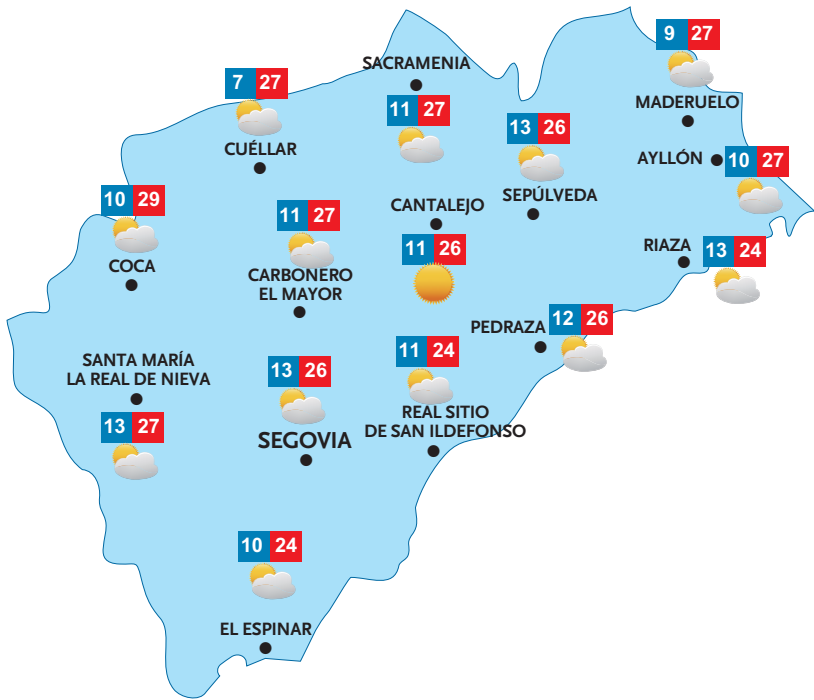 9 27
MADERUELO
SACRAMENIA
11 27
7 27
CUÉLLAR
13 26
SEPÚLVEDA
AYLLÓN
10 27
10 29
COCA
11 27
CARBONERO
EL MAYOR
CANTALEJO
11 26
RIAZA
13 24
PEDRAZA
12 26
SANTA MARÍA
LA REAL DE NIEVA
13 27
13 26
SEGOVIA
11 24
REAL SITIO
DE SAN ILDEFONSO
10 24
EL ESPINAR